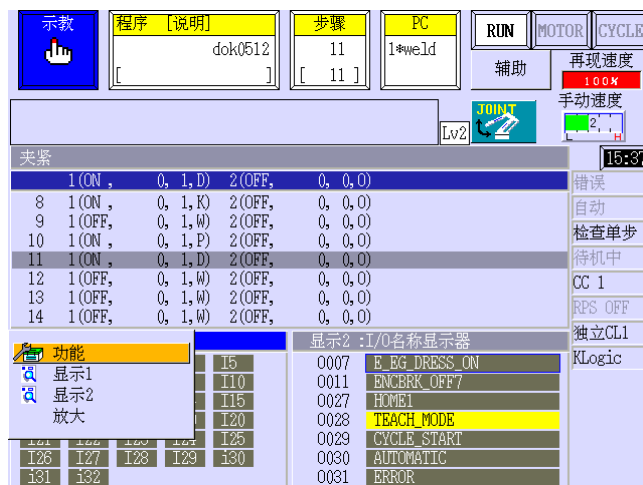 示教
程序 [说明]
dok0512
[ ]
步骤
11
[ 11 ]
PC
1*weld
RUN
MOTOR
CYCLE
辅助
再现速度
100%
手动速度
2
L H
Lv2
JOINT
夹紧
15:37
1(ON , 0, 1,D) 2(OFF, 0, 0,O)
8 1(ON , 0, 1,K) 2(OFF, 0, 0,O)
9 1(OFF, 0, 1,W) 2(OFF, 0, 0,O)
10 1(ON , 0, 1,P) 2(OFF, 0, 0,O)
11 1(ON , 0, 1,D) 2(OFF, 0, 0,O)
12 1(OFF, 0, 1,W) 2(OFF, 0, 0,O)
13 1(OFF, 0, 1,W) 2(OFF, 0, 0,O)
14 1(OFF, 0, 1,W) 2(OFF, 0, 0,O)
错误
自动
检查单步
待机中
CC 1
RPS OFF
独立CL1
KLogic
功能
显示1
显示2
放大
I5
I10
I15
I20
I21 I22 I23 I24 I25
I26 I27 I28 I29 i30
i31 i32
显示2 :I/O名称显示器
0007 E_EG_DRESS_ON
0011 ENCBRK_OFF7
0027 HOME1
0028 TEACH_MODE
0029 CYCLE_START
0030 AUTOMATIC
0031 ERROR